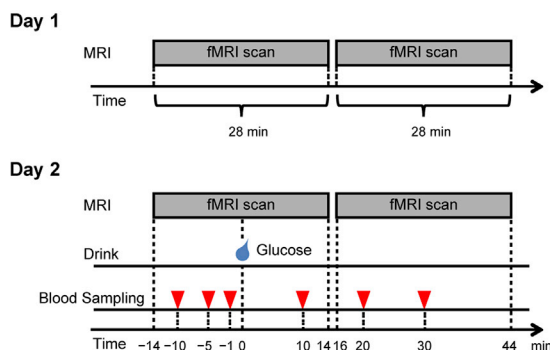 Day 1
MRI fMRI scan fMRI scan
Time
28 min 28 min
Day 2
MRI fMRI scan fMRI scan
Drink Glucose
Blood Sampling
Time −14 −10 −5 −1 0 10 14 16 20 30 44 min